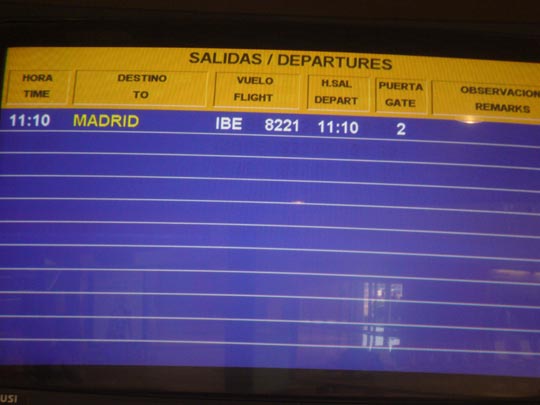 SALIDAS / DEPARTURES
HORA DESTINO VUELO H.SAL PUERTA OBSERVACION
TIME TO FLIGHT DEPART GATE REMARKS
11:10 MADRID IBE 8221 11:10 2